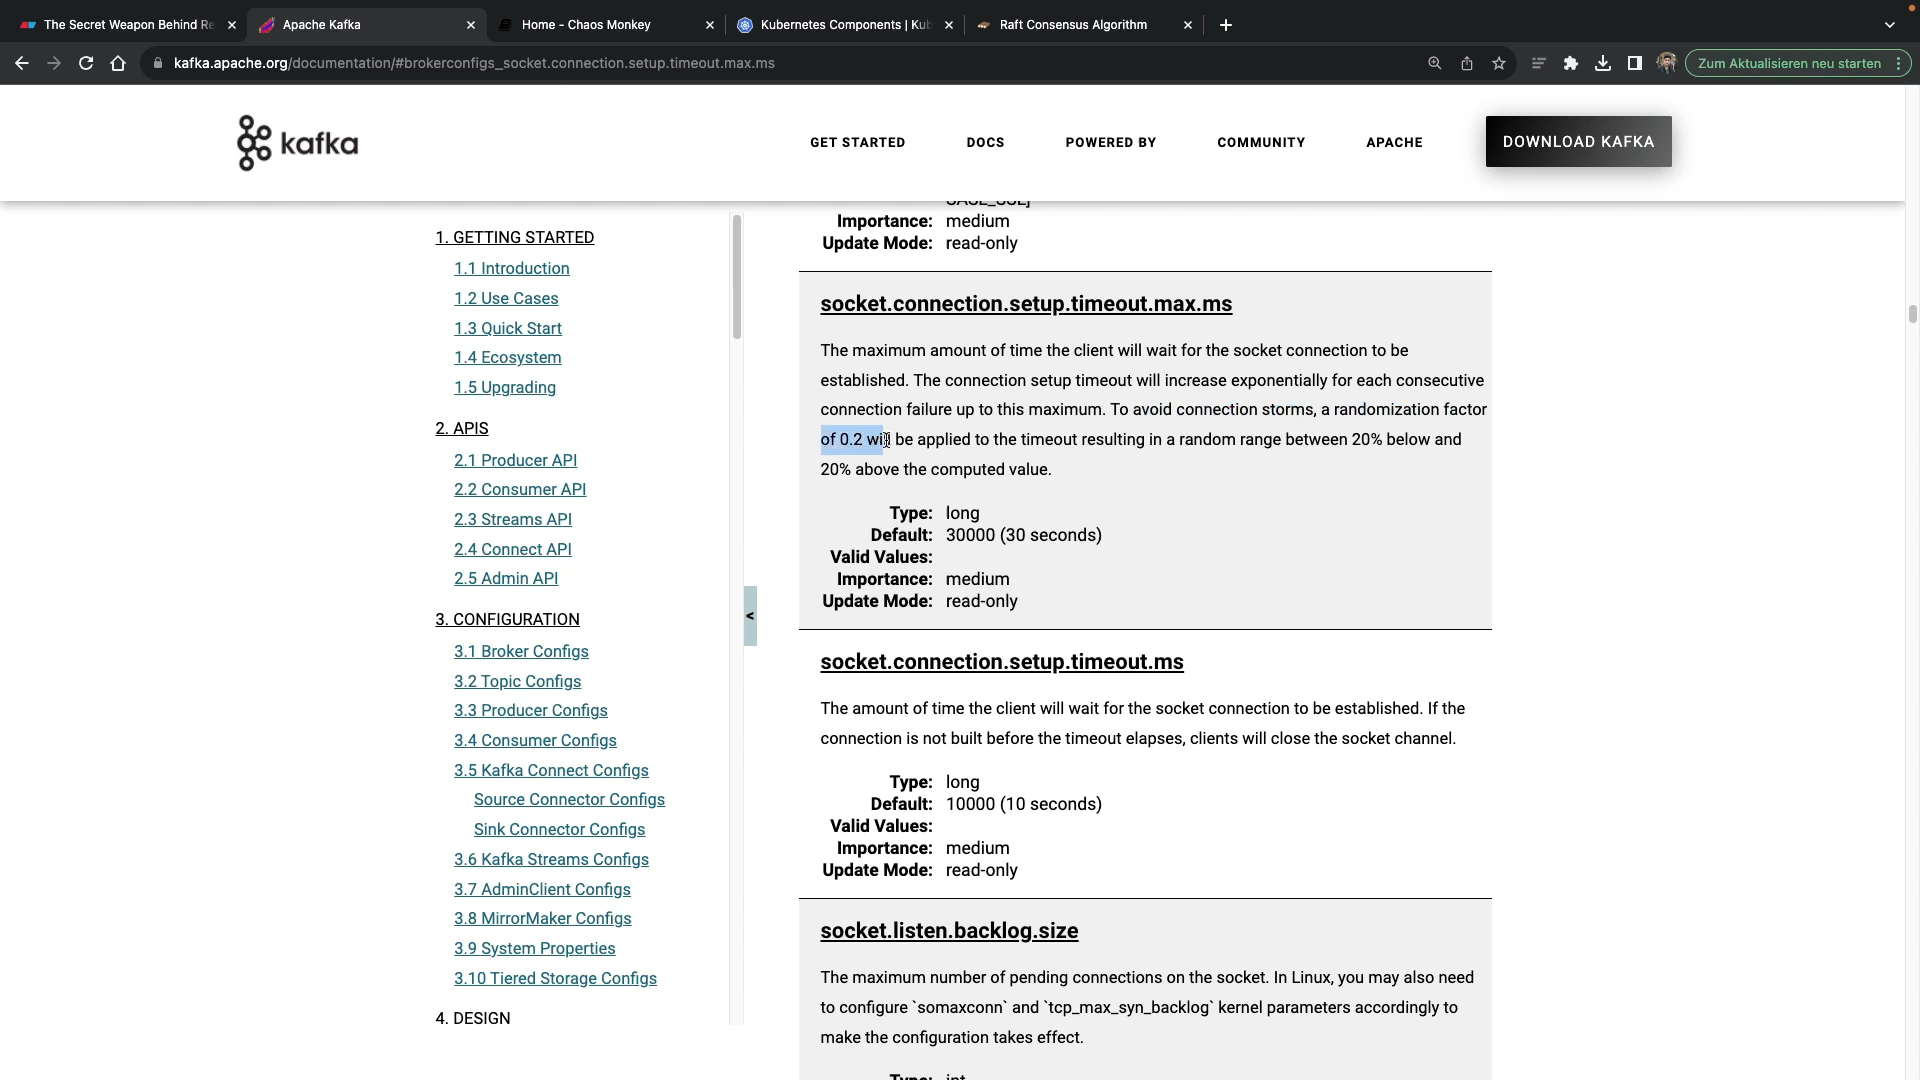 The Secret Weapon Behind Re
Apache Kafka
Home - Chaos Monkey
Kubernetes Components | Kub
Raft Consensus Algorithm
kafka.apache.org/documentation/#brokerconfigs_socket.connection.setup.timeout.max.ms
Zum Aktualisieren neu starten
kafka
GET STARTED
DOCS
POWERED BY
COMMUNITY
APACHE
DOWNLOAD KAFKA
1. GETTING STARTED
1.1 Introduction
1.2 Use Cases
1.3 Quick Start
1.4 Ecosystem
1.5 Upgrading
2. APIS
2.1 Producer API
2.2 Consumer API
2.3 Streams API
2.4 Connect API
2.5 Admin API
3. CONFIGURATION
3.1 Broker Configs
3.2 Topic Configs
3.3 Producer Configs
3.4 Consumer Configs
3.5 Kafka Connect Configs
Source Connector Configs
Sink Connector Configs
3.6 Kafka Streams Configs
3.7 AdminClient Configs
3.8 MirrorMaker Configs
3.9 System Properties
3.10 Tiered Storage Configs
4. DESIGN
<
Importance: medium
Update Mode: read-only
socket.connection.setup.timeout.max.ms
The maximum amount of time the client will wait for the socket connection to be
established. The connection setup timeout will increase exponentially for each consecutive
connection failure up to this maximum. To avoid connection storms, a randomization factor
of 0.2 will be applied to the timeout resulting in a random range between 20% below and
20% above the computed value.
Type: long
Default: 30000 (30 seconds)
Valid Values:
Importance: medium
Update Mode: read-only
socket.connection.setup.timeout.ms
The amount of time the client will wait for the socket connection to be established. If the
connection is not built before the timeout elapses, clients will close the socket channel.
Type: long
Default: 10000 (10 seconds)
Valid Values:
Importance: medium
Update Mode: read-only
socket.listen.backlog.size
The maximum number of pending connections on the socket. In Linux, you may also need
to configure `somaxconn` and `tcp_max_syn_backlog` kernel parameters accordingly to
make the configuration takes effect.
Type: int